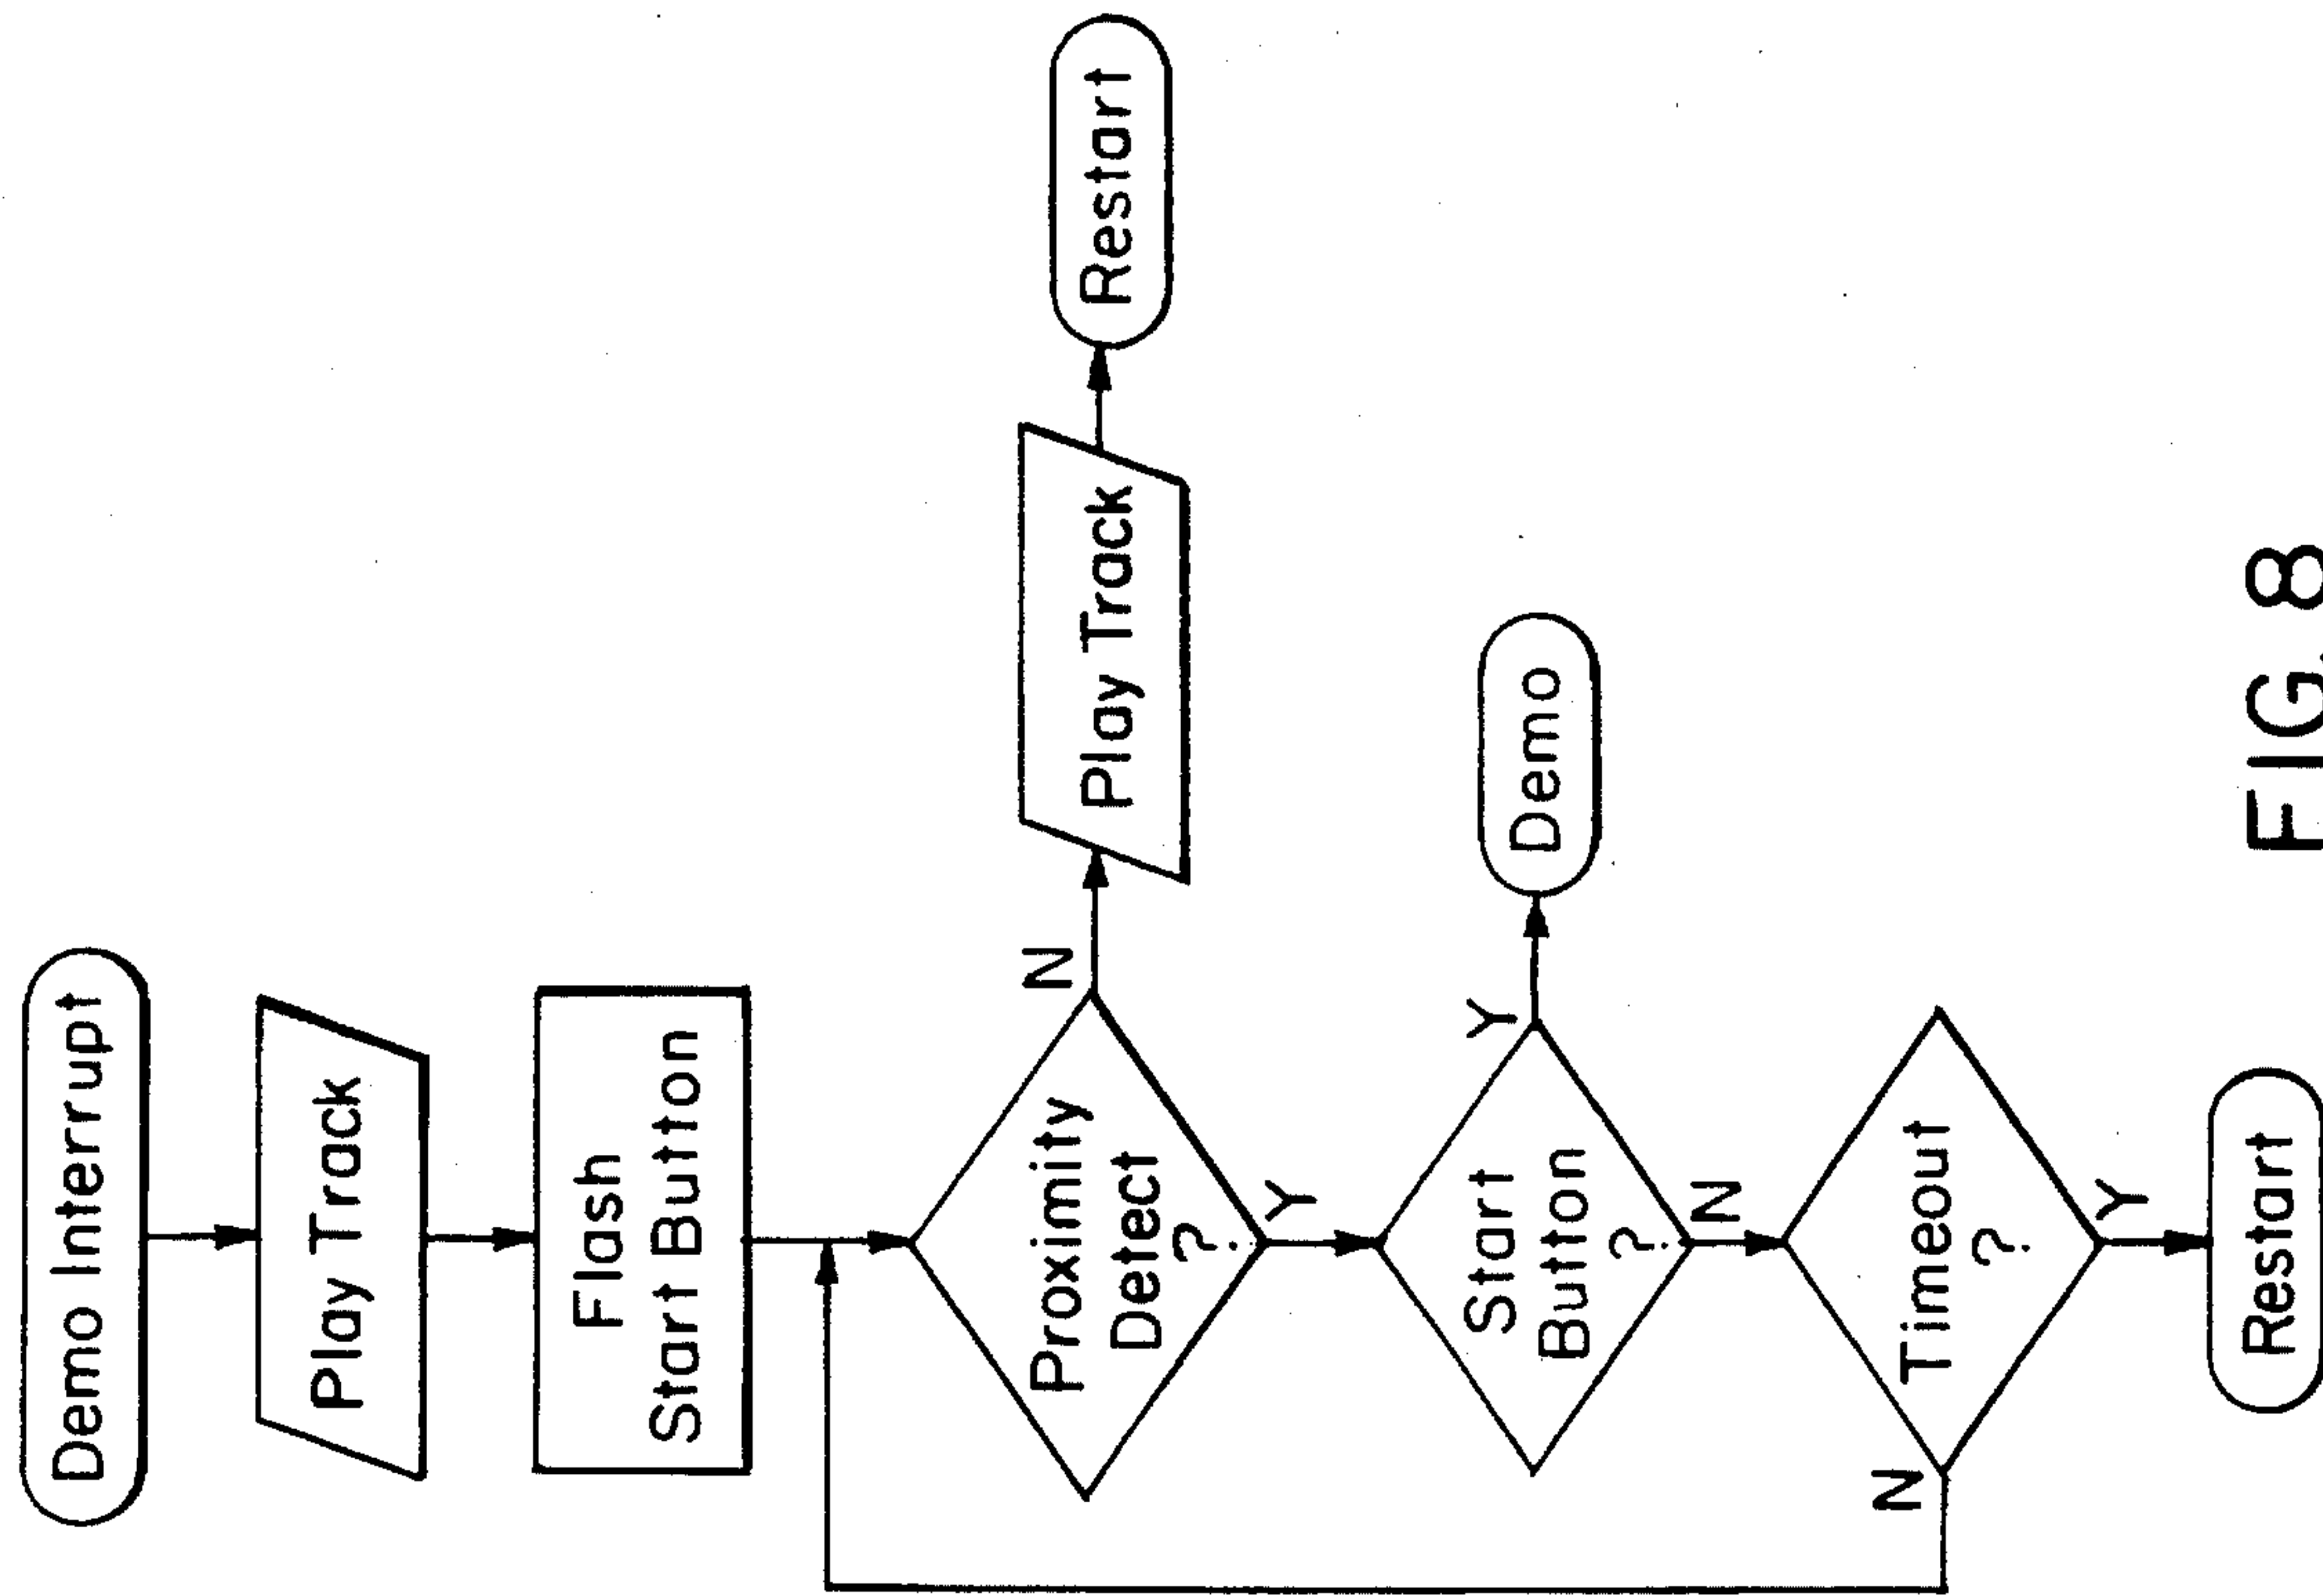 Demo Interrupt
Play Track
Flash
Start Button
Proximity
Detect
?
N
Play Track
Restart
Y
Start
Button
?
Y
Demo
N
Timeout
?
N
Y
Restart
FIG. 8